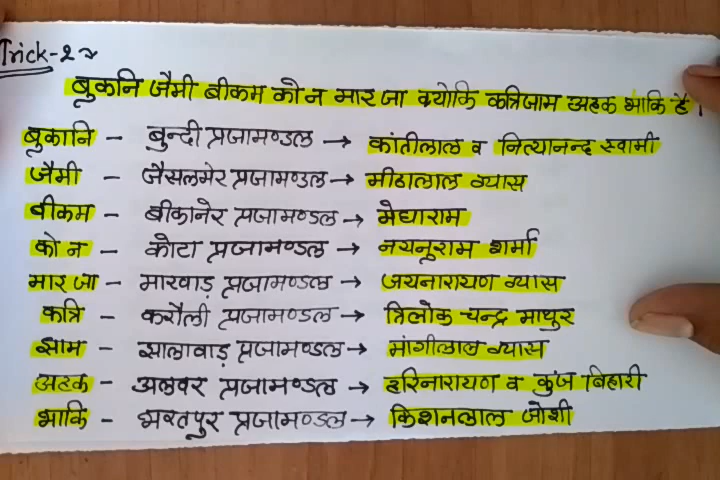 Trick-2
बुकानि जैमी बीकम को न मार जा क्योकि कत्रिजाम अहक भाकि है।
बुकानि - बुन्दी प्रजामण्डल → कांतीलाल व नित्यानन्द स्वामी
जैमी - जैसलमेर प्रजामण्डल → मीठालाल व्यास
बीकम - बीकानेर प्रजामण्डल → मेघाराम
को न - कोटा प्रजामण्डल → नयनुराम शर्मा
मार जा - मारवाड़ प्रजामण्डल → जयनारायण व्यास
कत्रि - करौली प्रजामण्डल → त्रिलोक चन्द्र माथुर
झाम - झालावाड़ प्रजामण्डल → मांगीलाल व्यास
अहक - अलवर प्रजामण्डल → हरिनारायण व कुंज बिहारी
भाकि - भरतपुर प्रजामण्डल → किशनलाल जोशी